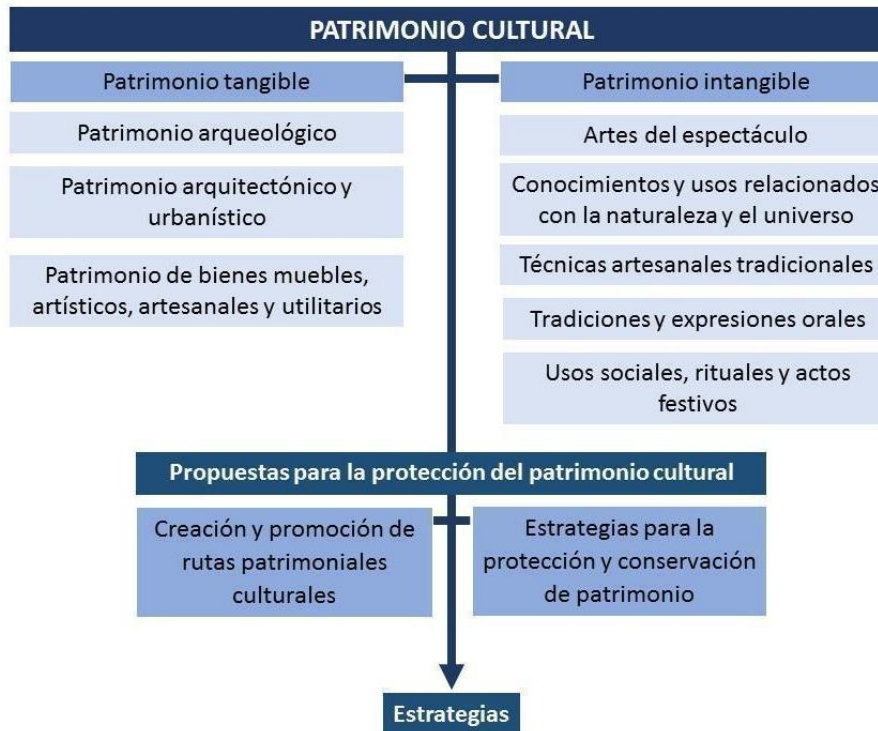 PATRIMONIO CULTURAL
Patrimonio tangible
Patrimonio arqueológico
Patrimonio arquitectónico y
urbanístico
Patrimonio de bienes muebles,
artísticos, artesanales y utilitarios
Patrimonio intangible
Artes del espectáculo
Conocimientos y usos relacionados
con la naturaleza y el universo
Técnicas artesanales tradicionales
Tradiciones y expresiones orales
Usos sociales, rituales y actos
festivos
Propuestas para la protección del patrimonio cultural
Creación y promoción de
rutas patrimoniales
culturales
Estrategias para la
protección y conservación
de patrimonio
Estrategias